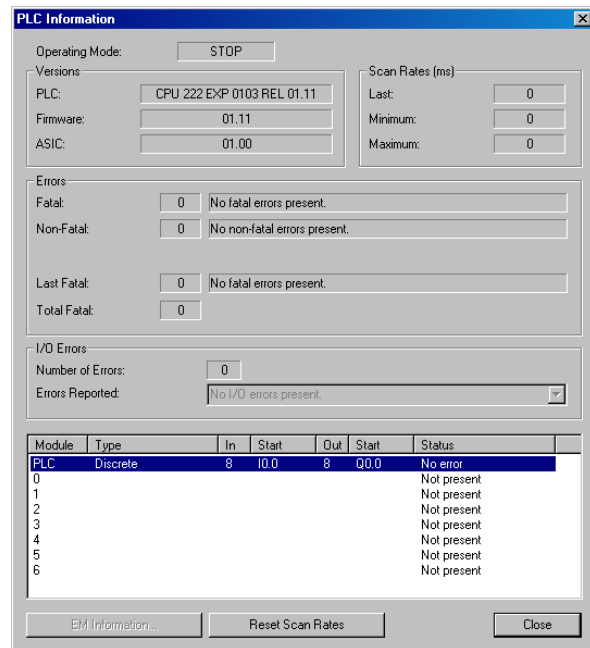 PLC Information
Operating Mode: STOP
Versions
PLC: CPU 222 EXP 0103 REL 01.11
Firmware: 01.11
ASIC: 01.00
Scan Rates (ms)
Last: 0
Minimum: 0
Maximum: 0
Errors
Fatal: 0 No fatal errors present.
Non-Fatal: 0 No non-fatal errors present.
Last Fatal: 0 No fatal errors present.
Total Fatal: 0
I/O Errors
Number of Errors: 0
Errors Reported: No I/O errors present.
Module Type In Start Out Start Status
PLC Discrete 8 I0.0 8 Q0.0 No error
0 Not present
1 Not present
2 Not present
3 Not present
4 Not present
5 Not present
6 Not present
EM Information... Reset Scan Rates Close